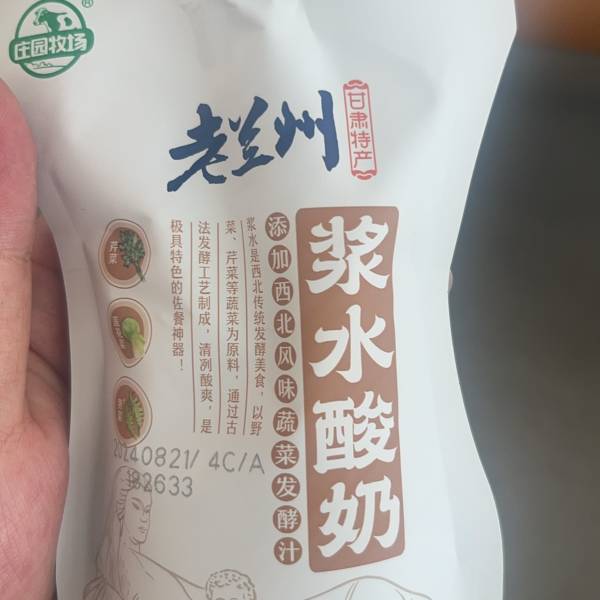 庄园牧场
®
老兰州
甘肃特产
浆水酸奶
添加西北风味蔬菜发酵汁
浆水是西北传统发酵美食，以野
菜、芹菜等蔬菜为原料，通过古
法发酵工艺制成，清冽酸爽，是
极具特色的佐餐神器！
芹菜
20240821/ 4C/A